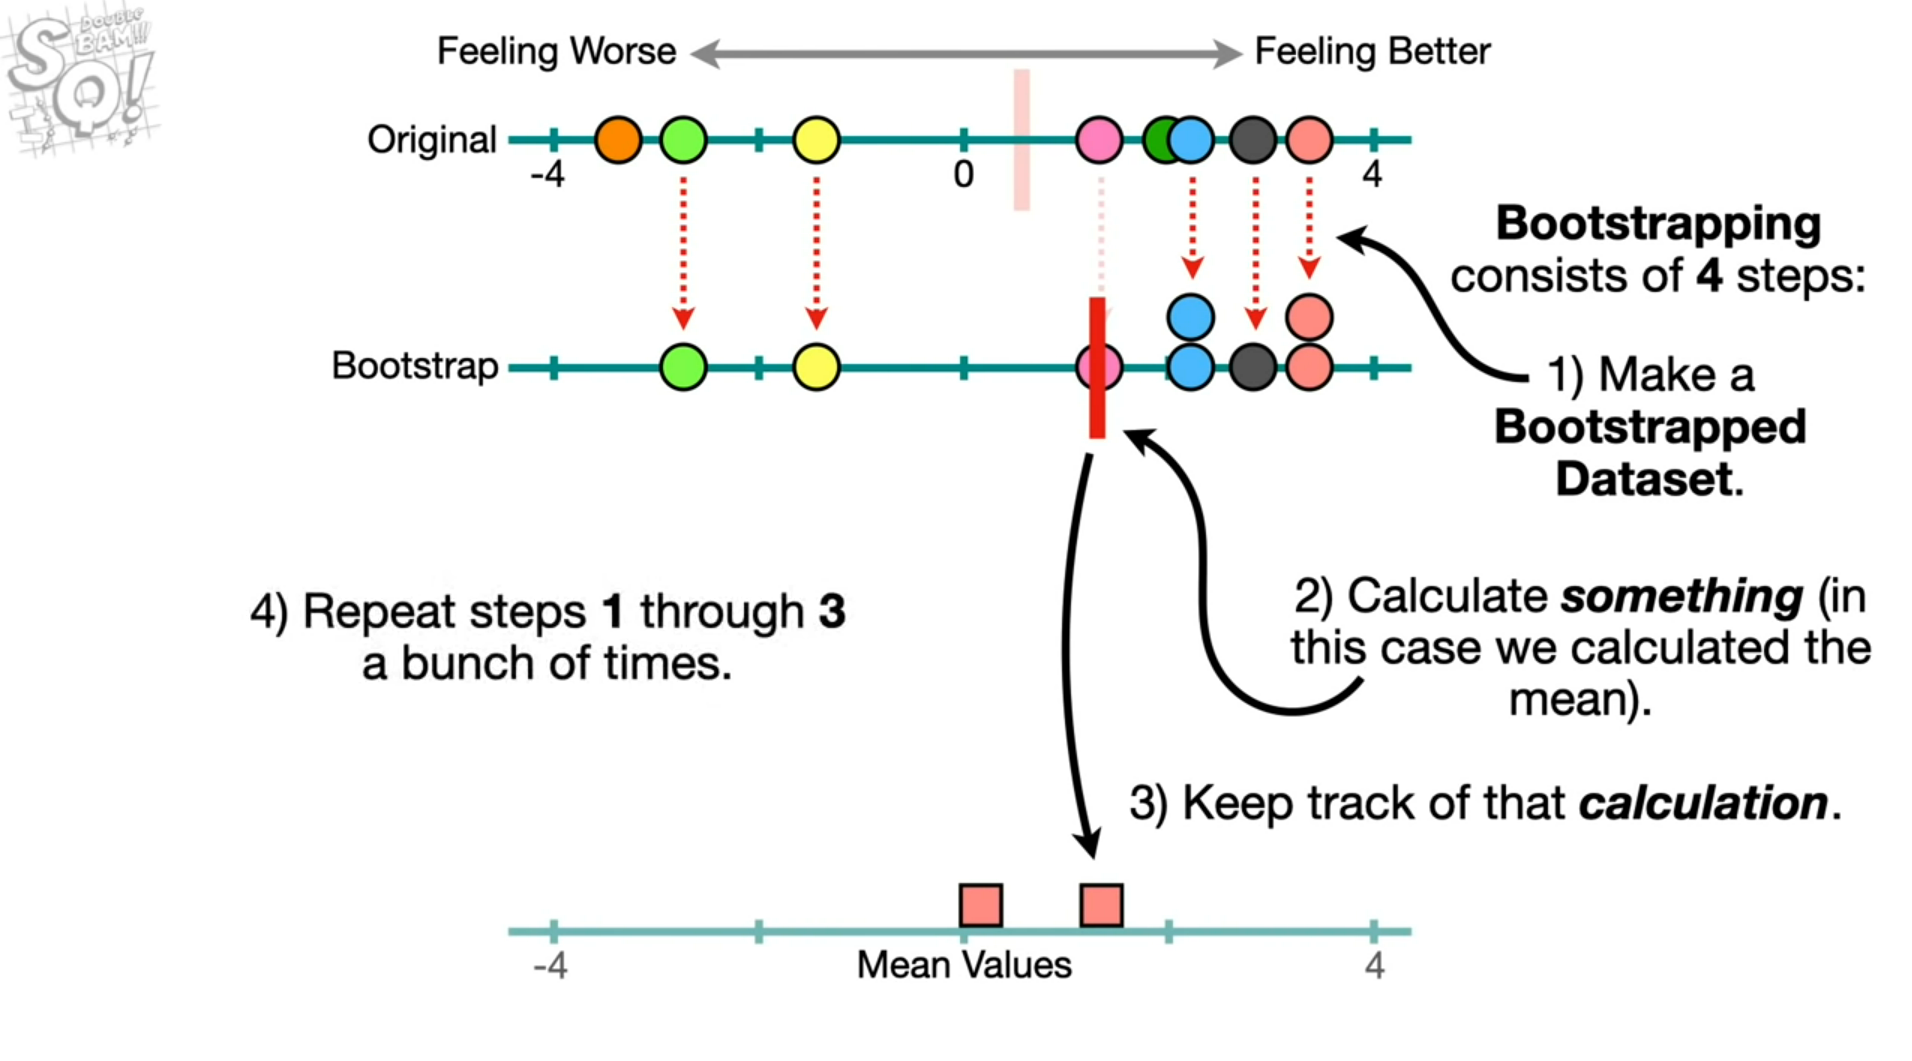 DOUBLE
BAM!!!
SQ!
Feeling Worse
Feeling Better
Original
-4
0
4
Bootstrapping
consists of 4 steps:
Bootstrap
1) Make a
Bootstrapped
Dataset.
4) Repeat steps 1 through 3
a bunch of times.
2) Calculate something (in
this case we calculated the
mean).
3) Keep track of that calculation.
-4
Mean Values
4